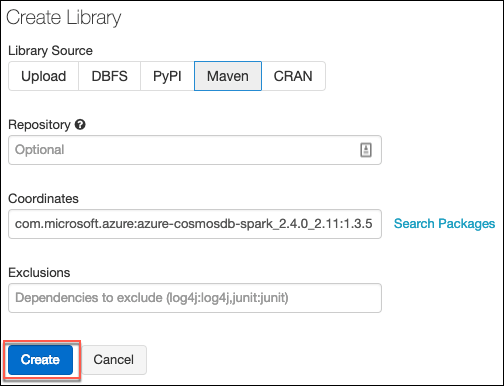 Create Library
Library Source
Upload DBFS PyPI Maven CRAN
Repository ?
Optional
Coordinates
com.microsoft.azure:azure-cosmosdb-spark_2.4.0_2.11:1.3.5 Search Packages
Exclusions
Dependencies to exclude (log4j:log4j,junit:junit)
Create Cancel